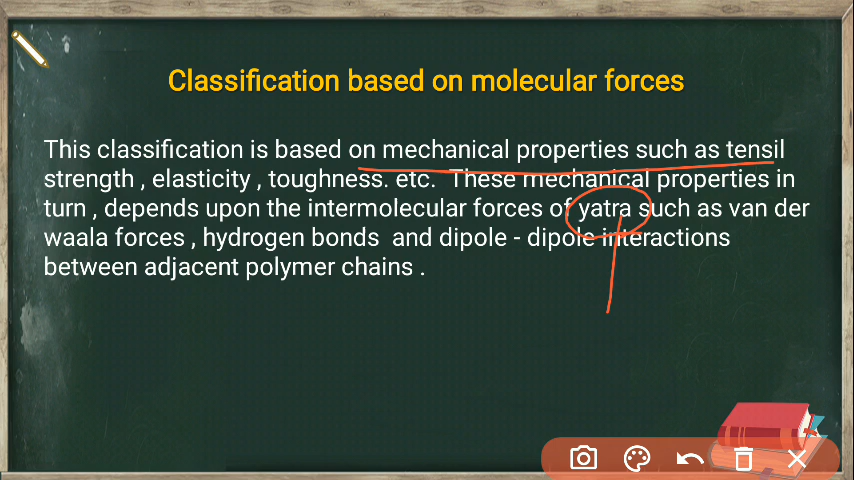 Classification based on molecular forces
This classification is based on mechanical properties such as tensil
strength , elasticity , toughness. etc. These mechanical properties in
turn , depends upon the intermolecular forces of yatra such as van der
waala forces , hydrogen bonds and dipole - dipole interactions
between adjacent polymer chains .